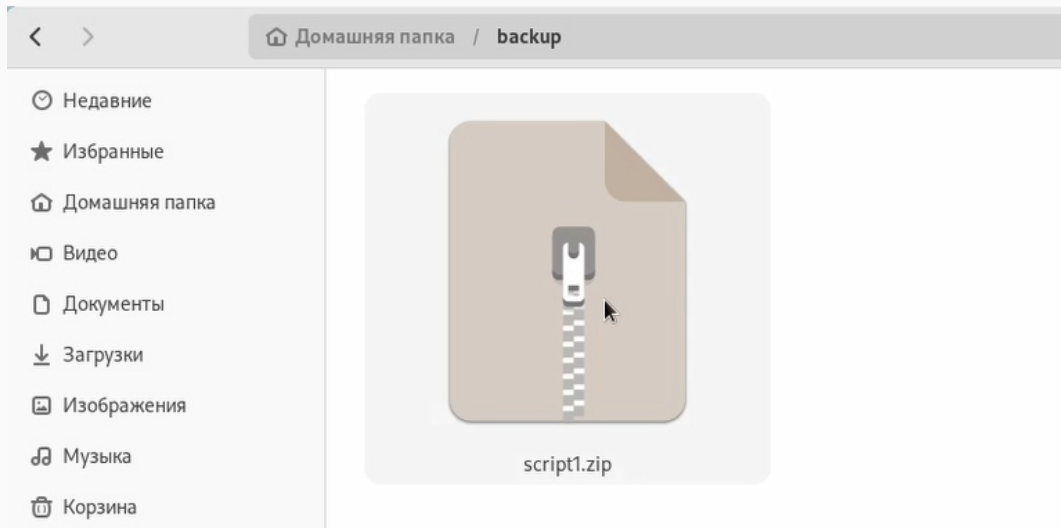 Домашняя папка / backup
Недавние
Избранные
Домашняя папка
Видео
Документы
Загрузки
Изображения
Музыка
Корзина
script1.zip